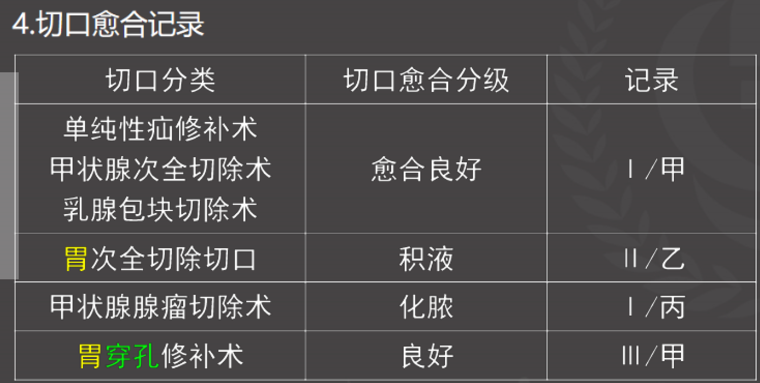 4.切口愈合记录
切口分类 切口愈合分级 记录
单纯性疝修补术
甲状腺次全切除术 愈合良好 Ⅰ/甲
乳腺包块切除术
胃次全切除切口 积液 Ⅱ/乙
甲状腺腺瘤切除术 化脓 Ⅰ/丙
胃穿孔修补术 良好 Ⅲ/甲